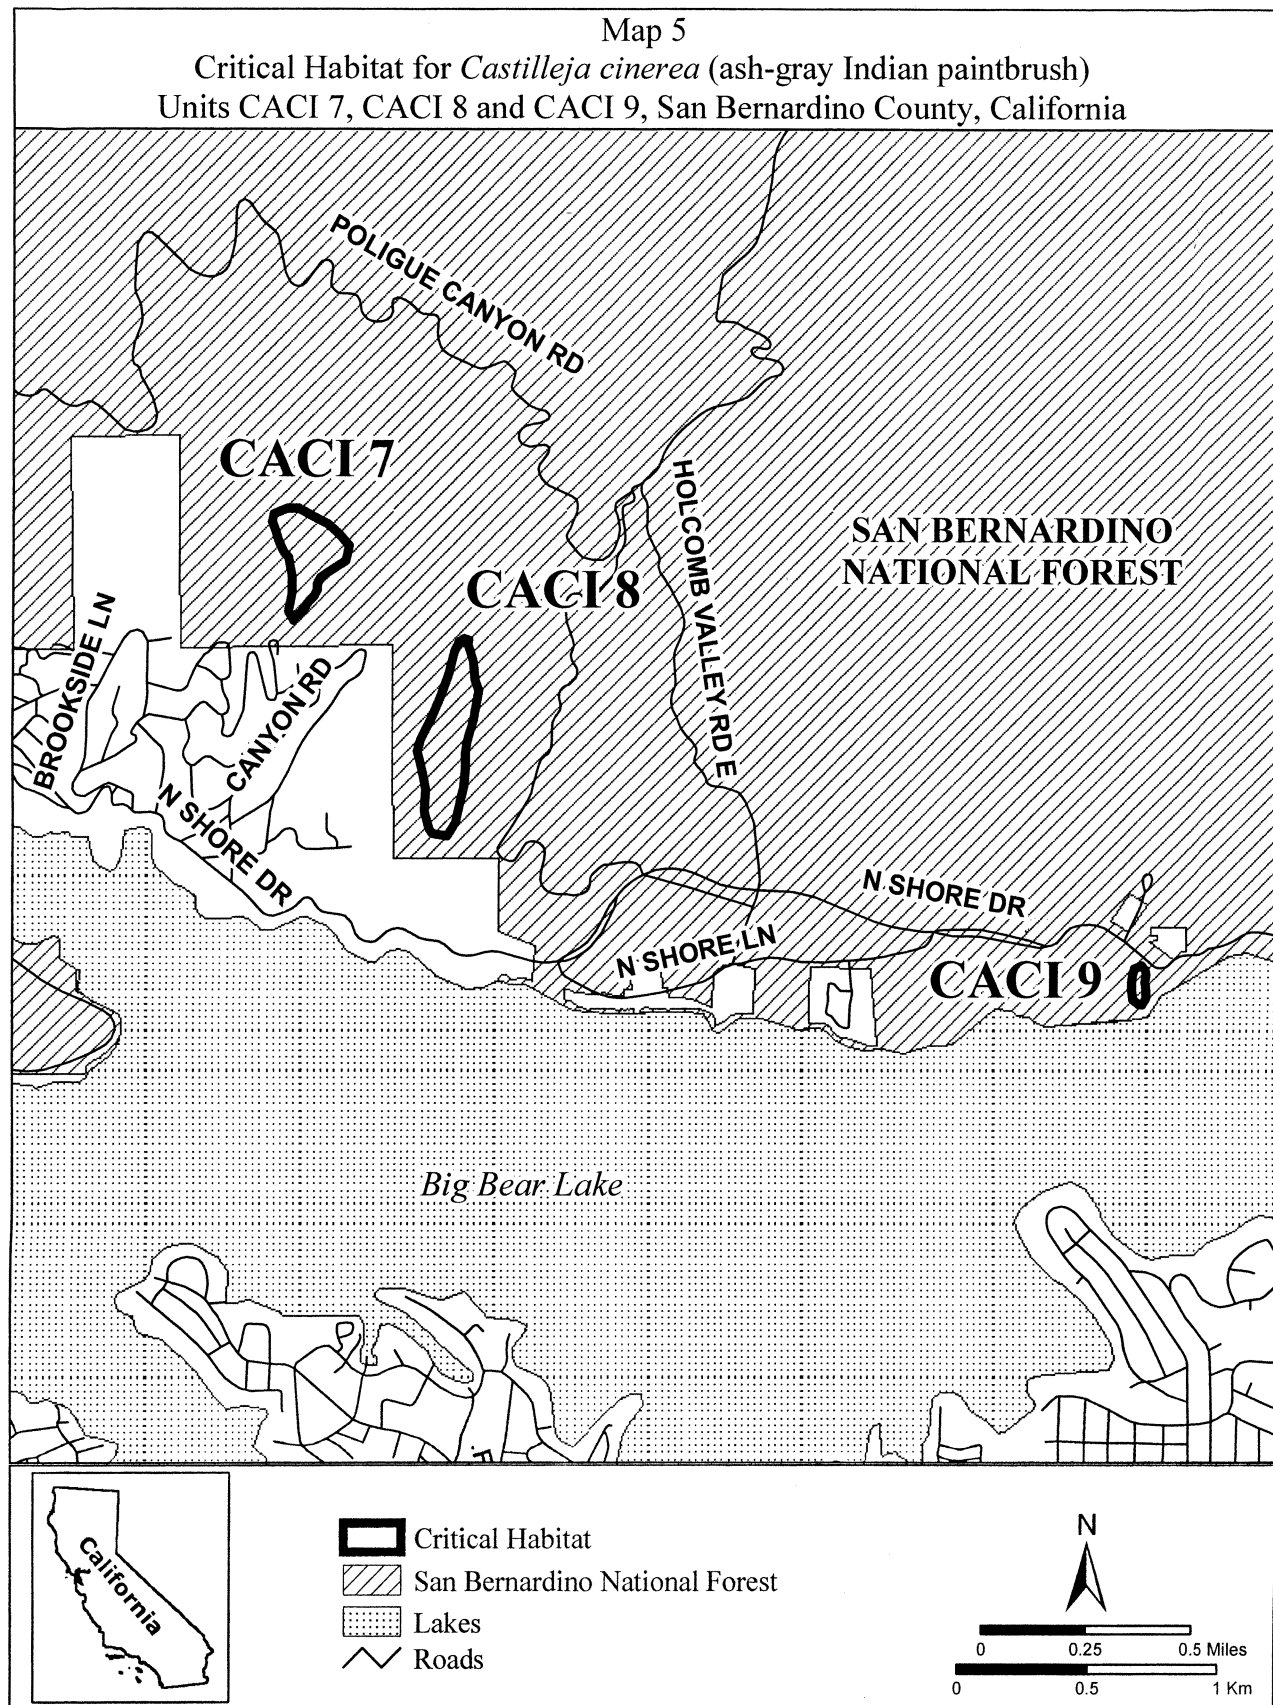 Map 5
Critical Habitat for Castilleja cinerea (ash-gray Indian paintbrush)
Units CACI 7, CACI 8 and CACI 9, San Bernardino County, California
POLIGUE CANYON RD
CACI 7
HOLCOMB VALLEY RD E
SAN BERNARDINO
NATIONAL FOREST
CACI 8
BROOKSIDE LN
CANYON RD
N SHORE DR
N SHORE DR
N SHORE LN
CACI 9
Big Bear Lake
California
Critical Habitat
San Bernardino National Forest
Lakes
Roads
N
0 0.25 0.5 Miles
0 0.5 1 Km